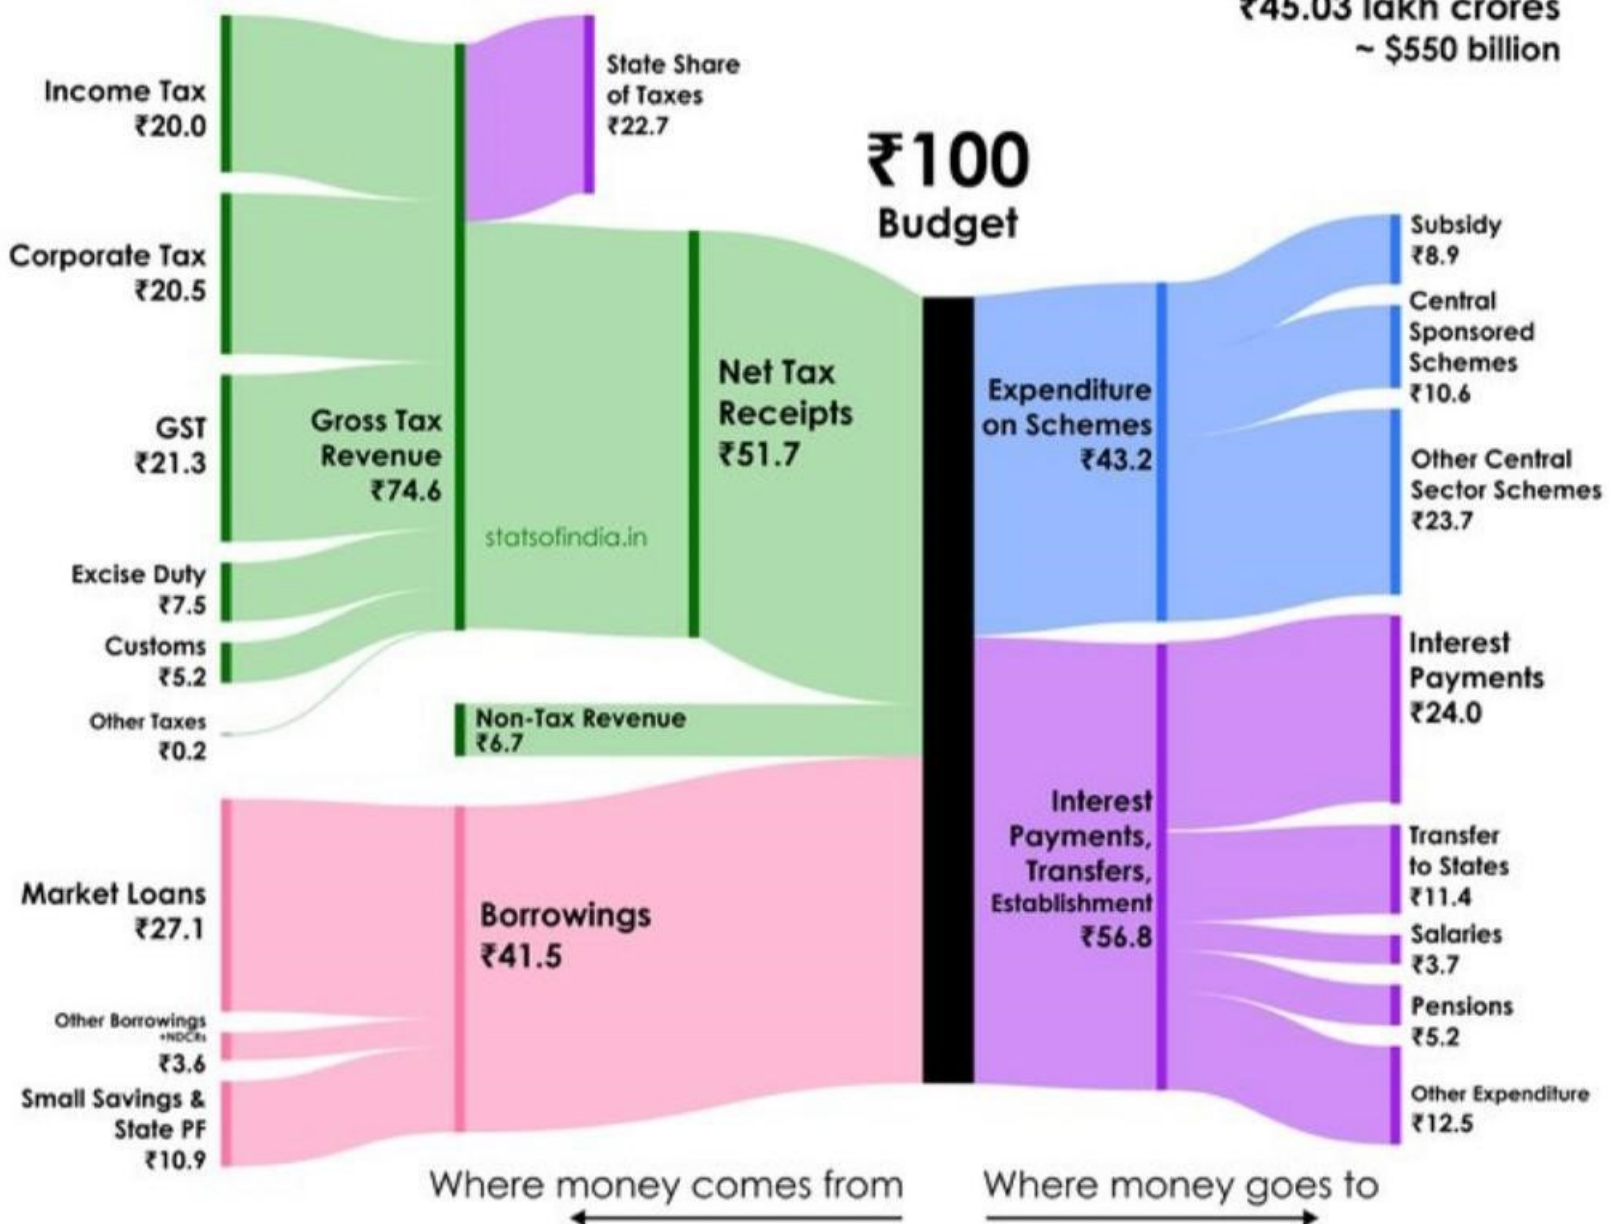 ₹45.03 lakh crores
~ $550 billion
Income Tax
₹20.0
Corporate Tax
₹20.5
GST
₹21.3
Excise Duty
₹7.5
Customs
₹5.2
Other Taxes
₹0.2
Market Loans
₹27.1
Other Borrowings
+NDCRs
₹3.6
Small Savings &
State PF
₹10.9
Gross Tax
Revenue
₹74.6
State Share
of Taxes
₹22.7
statsofindia.in
Net Tax
Receipts
₹51.7
Non-Tax Revenue
₹6.7
Borrowings
₹41.5
₹100
Budget
Expenditure
on Schemes
₹43.2
Interest
Payments,
Transfers,
Establishment
₹56.8
Subsidy
₹8.9
Central
Sponsored
Schemes
₹10.6
Other Central
Sector Schemes
₹23.7
Interest
Payments
₹24.0
Transfer
to States
₹11.4
Salaries
₹3.7
Pensions
₹5.2
Other Expenditure
₹12.5
Where money comes from
Where money goes to